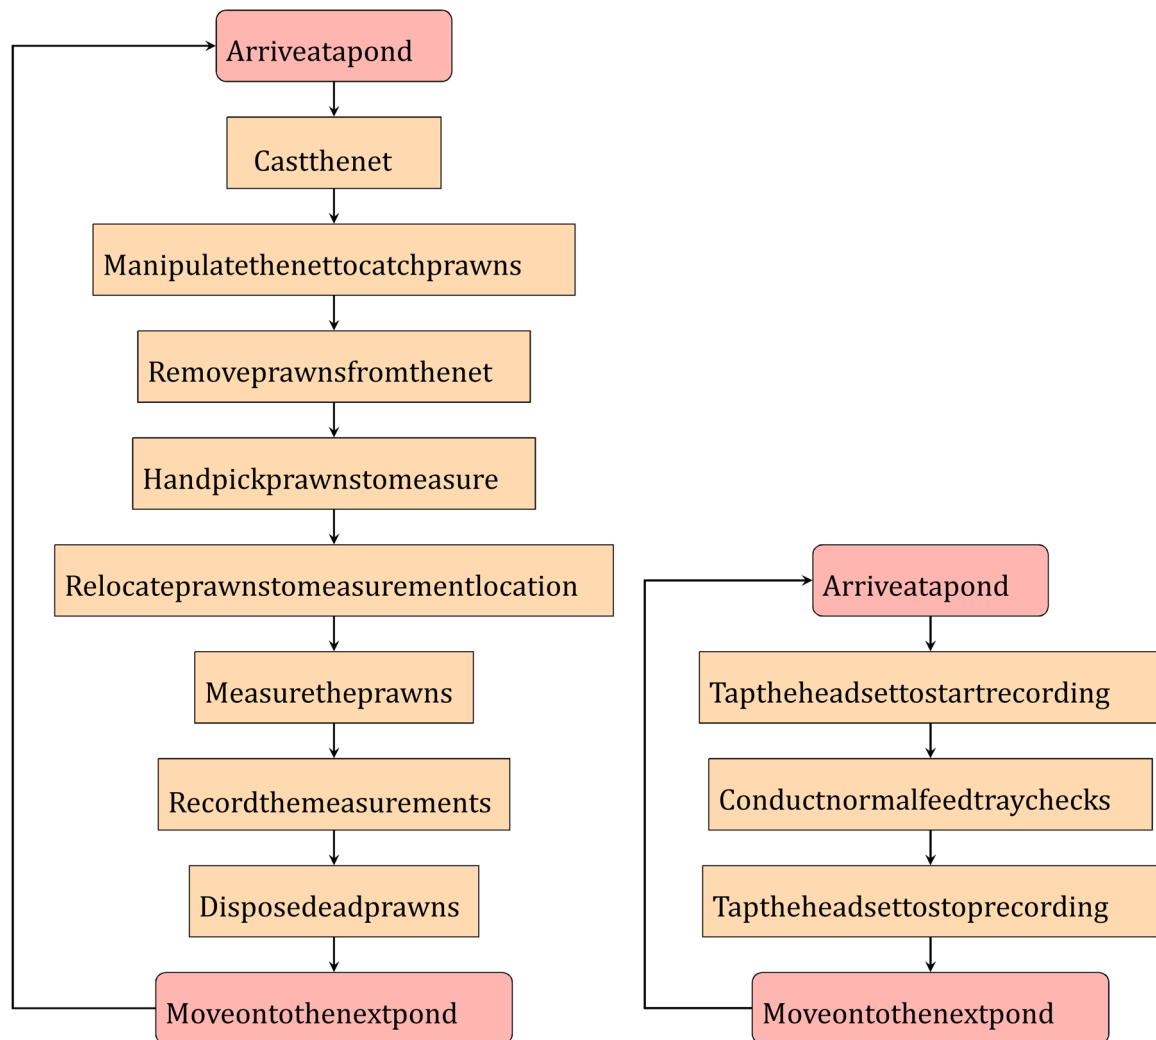 Arriveatapond
Castthenet
Manipulatethenettocatchprawns
Removeprawnsfromthenet
Handpickprawnstomeasure
Relocateprawnstomeasurementlocation
Measuretheprawns
Recordthemeasurements
Disposedeadprawns
Moveontothenextpond
Arriveatapond
Taptheheadsettostartrecording
Conductnormalfeedtraychecks
Taptheheadsettostoprecording
Moveontothenextpond